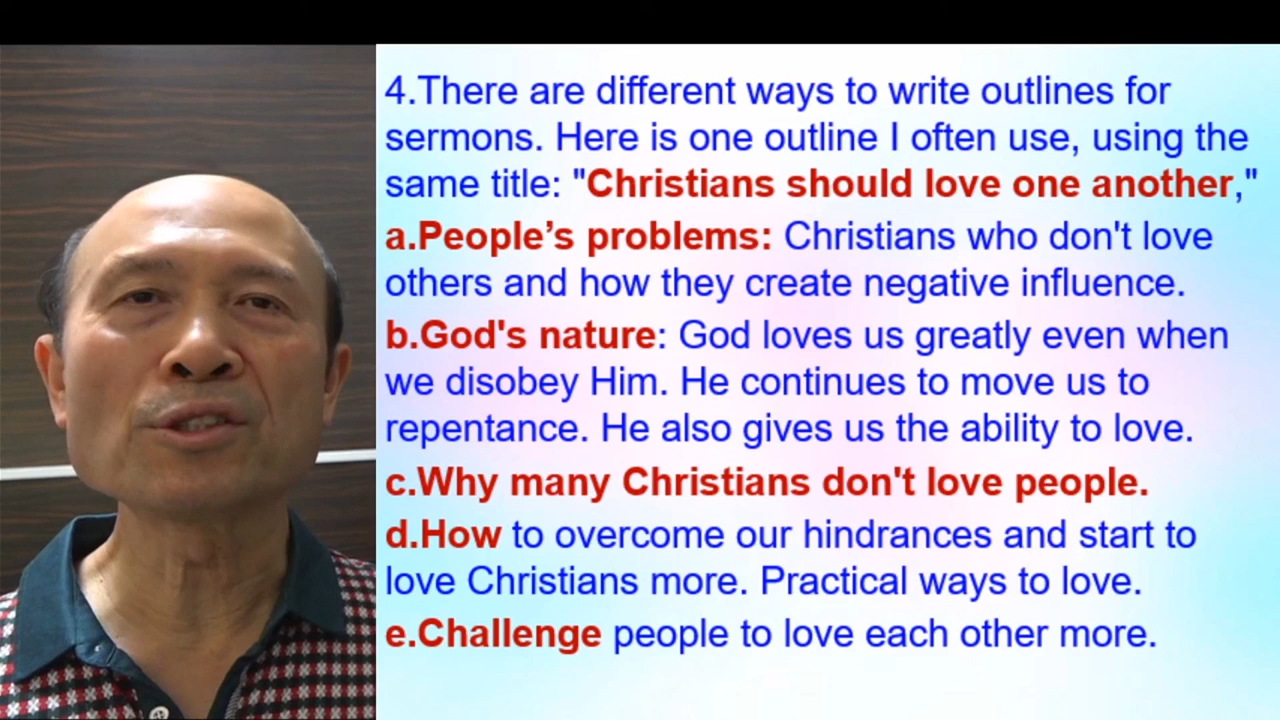 4.There are different ways to write outlines for
sermons. Here is one outline I often use, using the
same title: "Christians should love one another,"
a.People’s problems: Christians who don't love
others and how they create negative influence.
b.God's nature: God loves us greatly even when
we disobey Him. He continues to move us to
repentance. He also gives us the ability to love.
c.Why many Christians don't love people.
d.How to overcome our hindrances and start to
love Christians more. Practical ways to love.
e.Challenge people to love each other more.